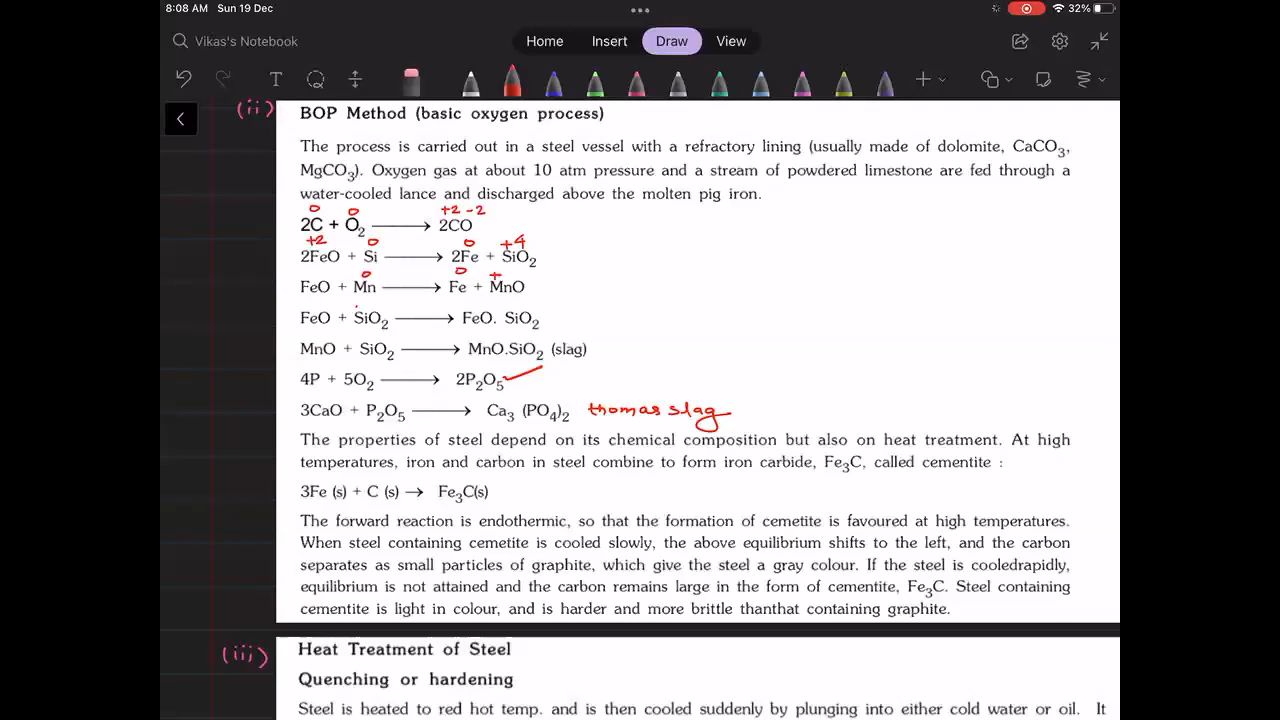 8:08 AM Sun 19 Dec
32%
Vikas's Notebook
Home Insert Draw View
(ii)
BOP Method (basic oxygen process)
The process is carried out in a steel vessel with a refractory lining (usually made of dolomite, CaCO₃,
MgCO₃). Oxygen gas at about 10 atm pressure and a stream of powdered limestone are fed through a
water-cooled lance and discharged above the molten pig iron.
0 0 +2 -2
2C + O₂ ⟶ 2CO
+2 0 0 +4
2FeO + Si ⟶ 2Fe + SiO₂
0 0 +
FeO + Mn ⟶ Fe + MnO
FeO + SiO₂ ⟶ FeO. SiO₂
MnO + SiO₂ ⟶ MnO.SiO₂ (slag)
4P + 5O₂ ⟶ 2P₂O₅ ✓
3CaO + P₂O₅ ⟶ Ca₃ (PO₄)₂ thomas slag
The properties of steel depend on its chemical composition but also on heat treatment. At high
temperatures, iron and carbon in steel combine to form iron carbide, Fe₃C, called cementite :
3Fe (s) + C (s) → Fe₃C(s)
The forward reaction is endothermic, so that the formation of cemetite is favoured at high temperatures.
When steel containing cemetite is cooled slowly, the above equilibrium shifts to the left, and the carbon
separates as small particles of graphite, which give the steel a gray colour. If the steel is cooledrapidly,
equilibrium is not attained and the carbon remains large in the form of cementite, Fe₃C. Steel containing
cementite is light in colour, and is harder and more brittle thanthat containing graphite.
(iii)
Heat Treatment of Steel
Quenching or hardening
Steel is heated to red hot temp. and is then cooled suddenly by plunging into either cold water or oil. It